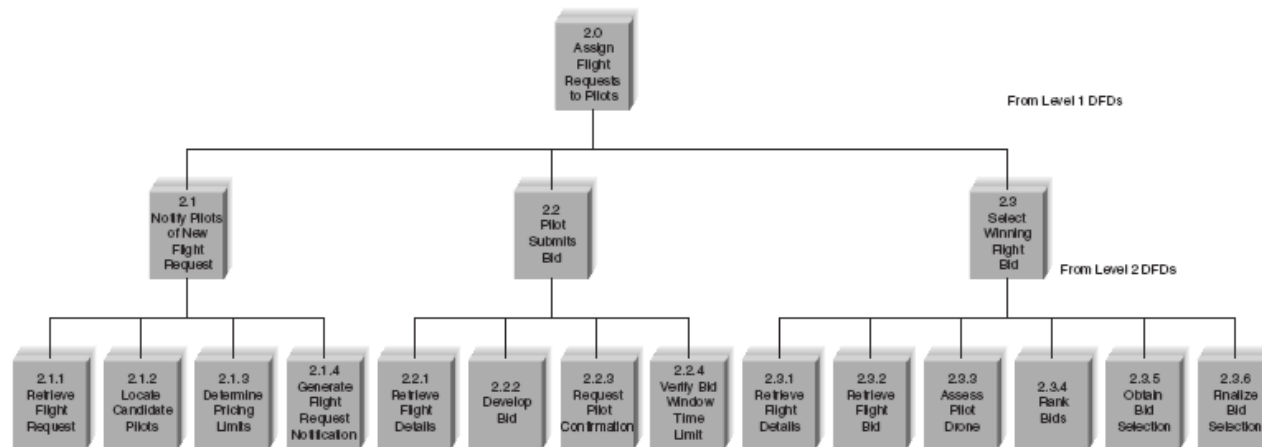 2.0
Assign
Flight
Requests
to Pilots
From Level 1 DFDs
2.1
Notify Pilots
of New
Flight
Request
2.2
Pilot
Submits
Bid
2.3
Select
Winning
Flight
Bid
From Level 2 DFDs
2.1.1
Retrieve
Flight
Request
2.1.2
Locate
Candidate
Pilots
2.1.3
Determine
Pricing
Limits
2.1.4
Generate
Flight
Request
Notification
2.2.1
Retrieve
Flight
Details
2.2.2
Develop
Bid
2.2.3
Request
Pilot
Confirmation
2.2.4
Verify Bid
Window
Time
Limit
2.3.1
Retrieve
Flight
Details
2.3.2
Retrieve
Flight
Bid
2.3.3
Assess
Pilot
Drone
2.3.4
Rank
Bids
2.3.5
Obtain
Bid
Selection
2.3.6
Finalize Bid
Selection